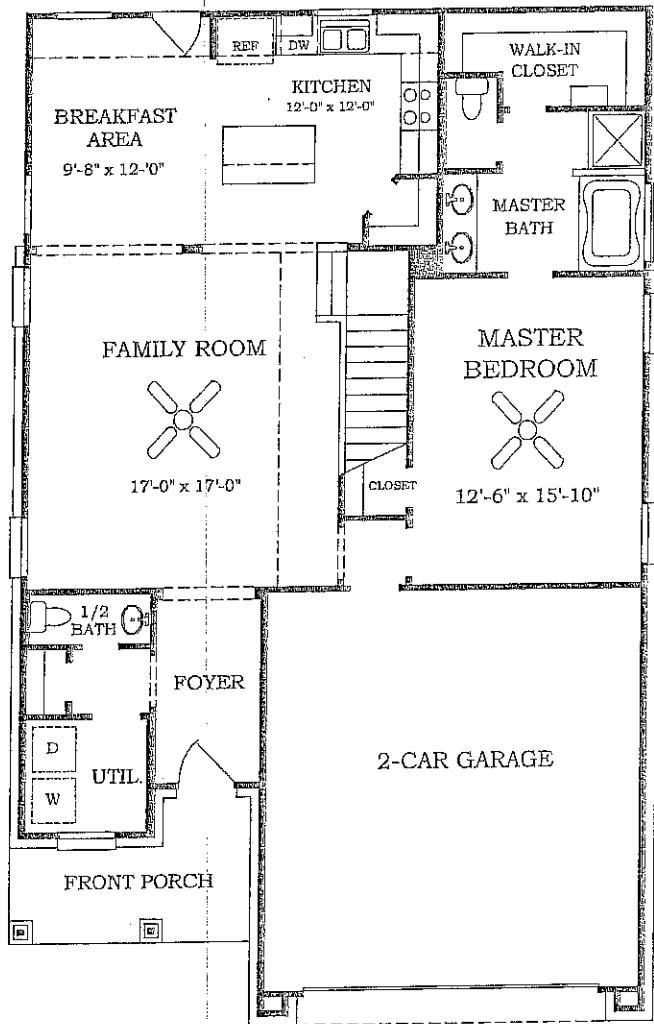 REF
DW
WALK-IN
CLOSET
KITCHEN
12'-0" x 12'-0"
BREAKFAST
AREA
9'-8" x 12-'0"
MASTER
BATH
FAMILY ROOM
17'-0" x 17'-0"
MASTER
BEDROOM
12'-6" x 15'-10"
CLOSET
1/2
BATH
FOYER
D
W
UTIL.
2-CAR GARAGE
FRONT PORCH